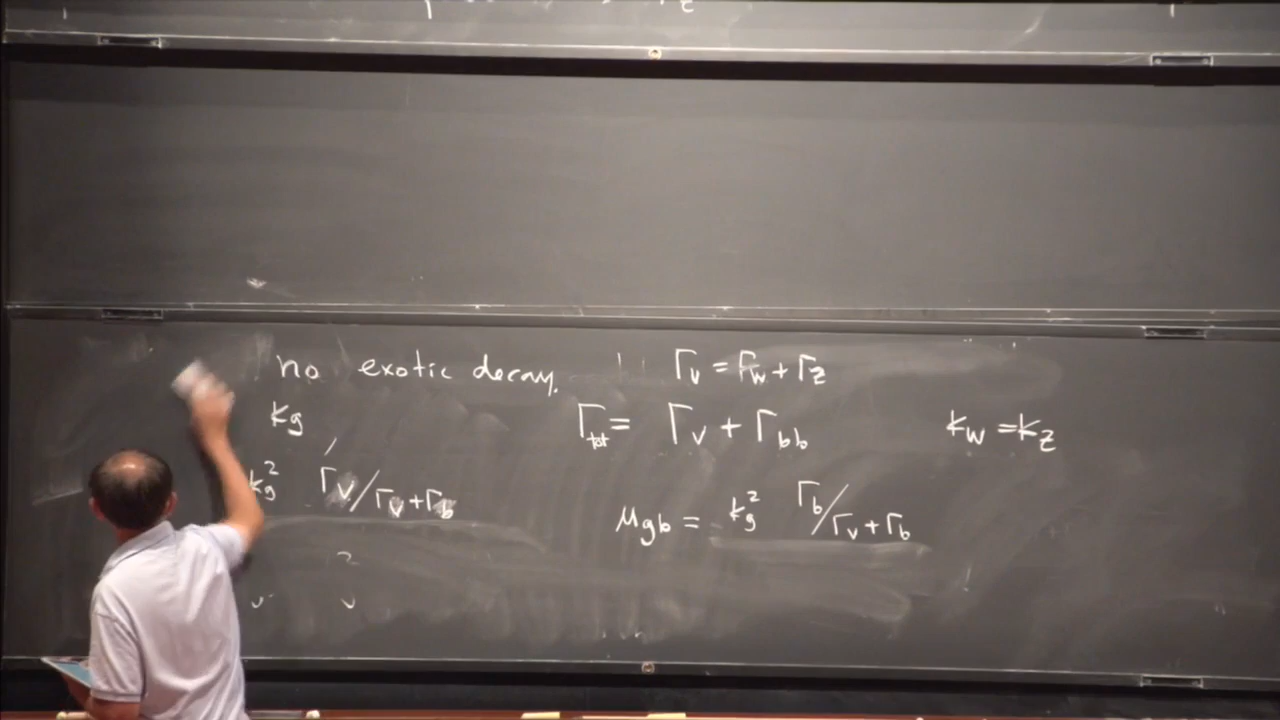 no exotic decay. Γ_V = Γ_W + Γ_Z
k_g Γ_tot = Γ_V + Γ_bb k_W = k_Z
k_g^2 Γ_V/Γ_V+Γ_b μ_gb = k_g^2 Γ_b/Γ_V+Γ_b
2